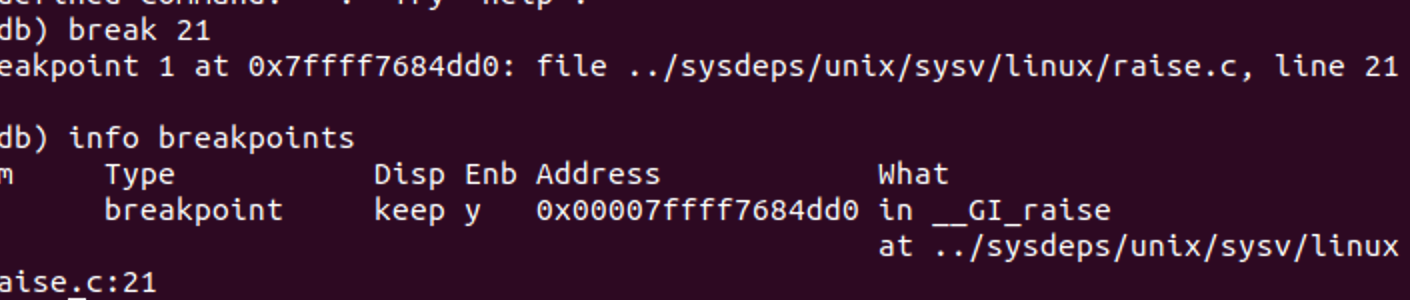 db) break 21
eakpoint 1 at 0x7ffff7684dd0: file ../sysdeps/unix/sysv/linux/raise.c, line 21
db) info breakpoints
m Type Disp Enb Address What
breakpoint keep y 0x00007ffff7684dd0 in __GI_raise
at ../sysdeps/unix/sysv/linux
aise.c:21